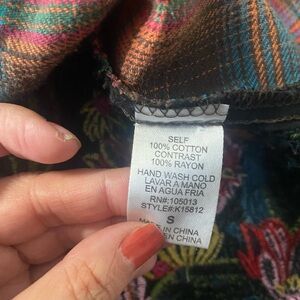 SELF
100% COTTON
CONTRAST
100% RAYON
HAND WASH COLD
LAVAR A MANO
EN AGUA FRIA
RN#:105013
STYLE#:K15812
S
MADE IN CHINA
EN CHINA